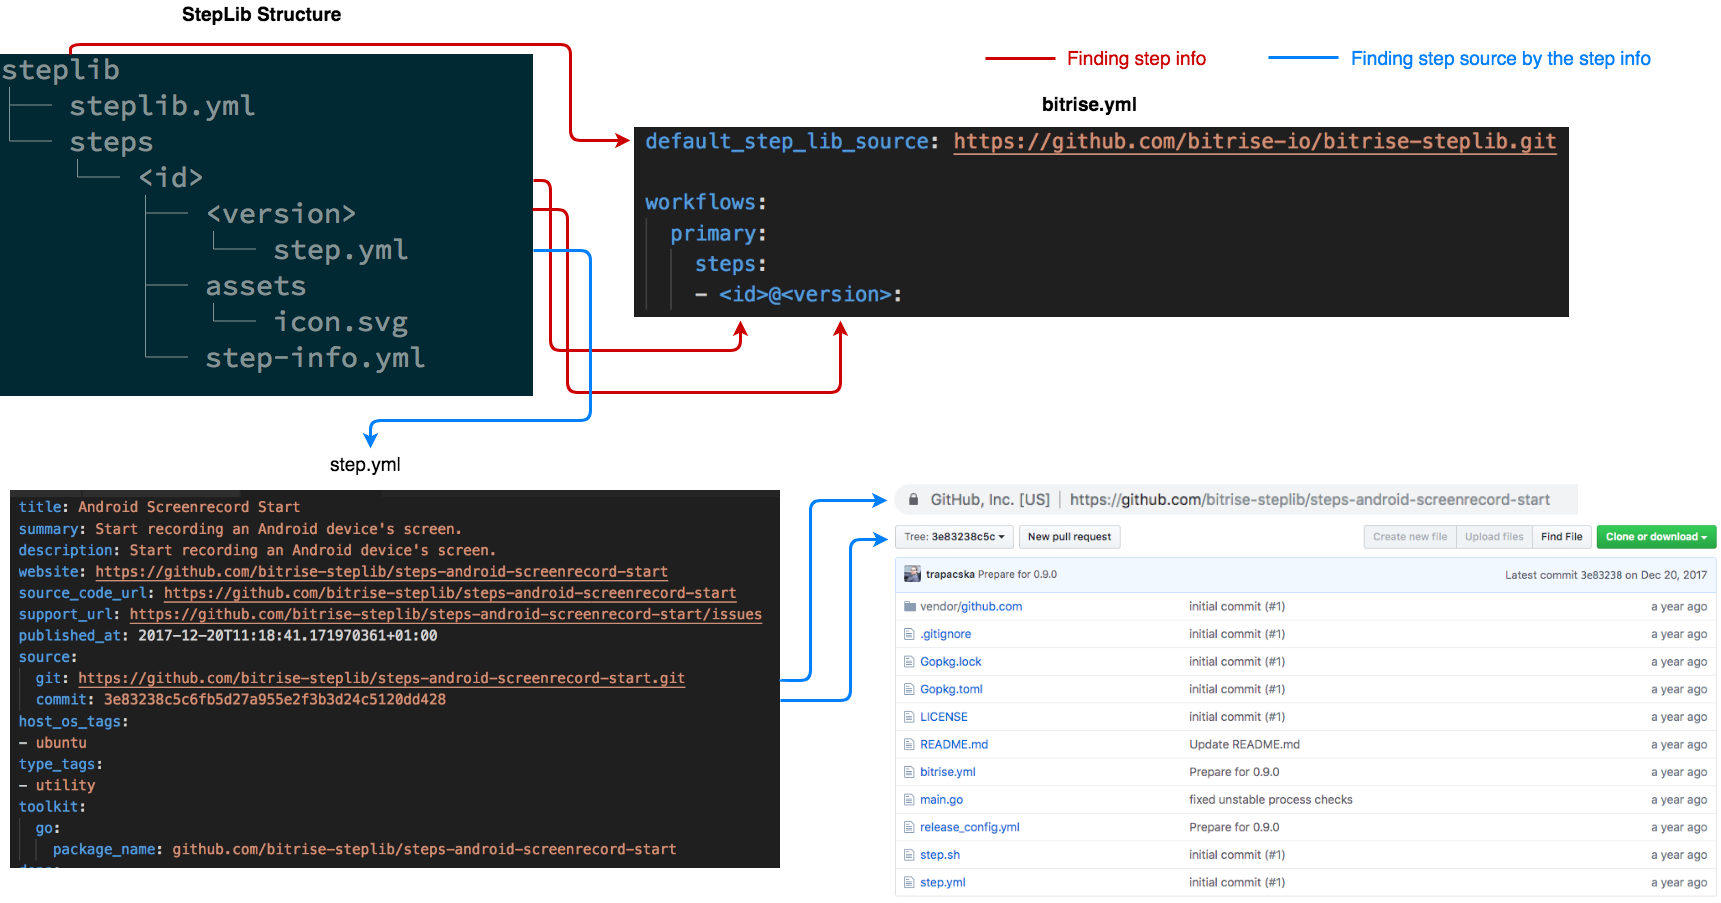 StepLib Structure
steplib
steplib.yml
steps
<id>
<version>
step.yml
assets
icon.svg
step-info.yml
Finding step info
Finding step source by the step info
bitrise.yml
default_step_lib_source: https://github.com/bitrise-io/bitrise-steplib.git
workflows:
primary:
steps:
- <id>@<version>:
step.yml
title: Android Screenrecord Start
summary: Start recording an Android device's screen.
description: Start recording an Android device's screen.
website: https://github.com/bitrise-steplib/steps-android-screenrecord-start
source_code_url: https://github.com/bitrise-steplib/steps-android-screenrecord-start
support_url: https://github.com/bitrise-steplib/steps-android-screenrecord-start/issues
published_at: 2017-12-20T11:18:41.171970361+01:00
source:
git: https://github.com/bitrise-steplib/steps-android-screenrecord-start.git
commit: 3e83238c5c6fb5d27a955e2f3b3d24c5120dd428
host_os_tags:
- ubuntu
type_tags:
- utility
toolkit:
go:
package_name: github.com/bitrise-steplib/steps-android-screenrecord-start
GitHub, Inc. [US] | https://github.com/bitrise-steplib/steps-android-screenrecord-start
Tree: 3e83238c5c New pull request Create new file Upload files Find File Clone or download
trapacska Prepare for 0.9.0 Latest commit 3e83238 on Dec 20, 2017
vendor/github.com initial commit (#1) a year ago
.gitignore initial commit (#1) a year ago
Gopkg.lock initial commit (#1) a year ago
Gopkg.toml initial commit (#1) a year ago
LICENSE initial commit (#1) a year ago
README.md Update README.md a year ago
bitrise.yml Prepare for 0.9.0 a year ago
main.go fixed unstable process checks a year ago
release_config.yml Prepare for 0.9.0 a year ago
step.sh initial commit (#1) a year ago
step.yml initial commit (#1) a year ago